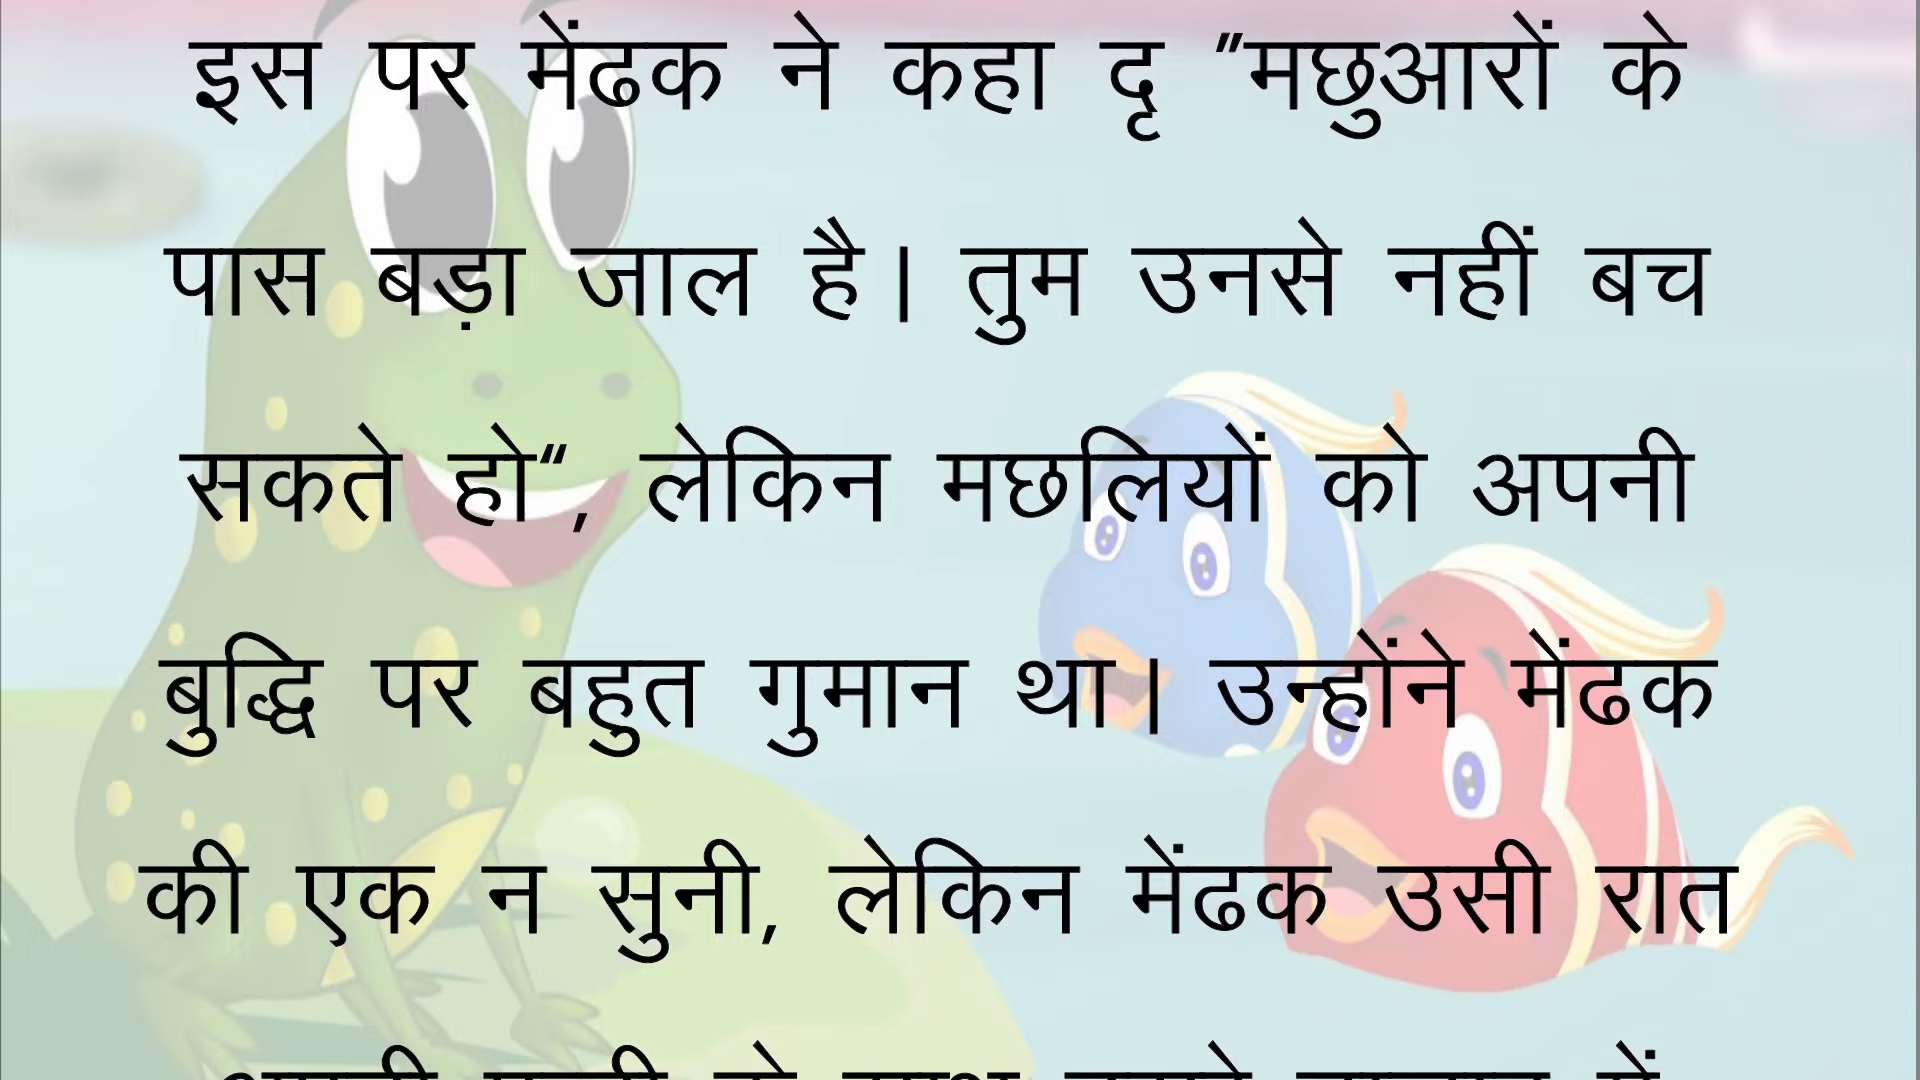 इस पर मेंढक ने कहा दृ "मछुआरों के
पास बड़ा जाल है। तुम उनसे नहीं बच
सकते हो“, लेकिन मछलियों को अपनी
बुद्धि पर बहुत गुमान था। उन्होंने मेंढक
की एक न सुनी, लेकिन मेंढक उसी रात